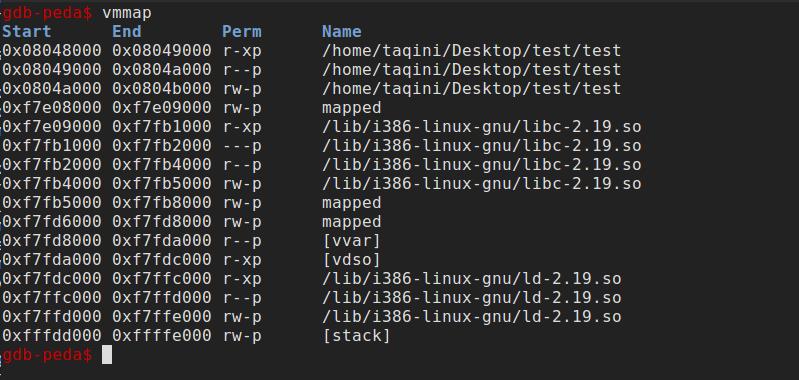 gdb-peda$ vmmap
Start End Perm Name
0x08048000 0x08049000 r-xp /home/taqini/Desktop/test/test
0x08049000 0x0804a000 r--p /home/taqini/Desktop/test/test
0x0804a000 0x0804b000 rw-p /home/taqini/Desktop/test/test
0xf7e08000 0xf7e09000 rw-p mapped
0xf7e09000 0xf7fb1000 r-xp /lib/i386-linux-gnu/libc-2.19.so
0xf7fb1000 0xf7fb2000 ---p /lib/i386-linux-gnu/libc-2.19.so
0xf7fb2000 0xf7fb4000 r--p /lib/i386-linux-gnu/libc-2.19.so
0xf7fb4000 0xf7fb5000 rw-p /lib/i386-linux-gnu/libc-2.19.so
0xf7fb5000 0xf7fb8000 rw-p mapped
0xf7fd6000 0xf7fd8000 rw-p mapped
0xf7fd8000 0xf7fda000 r--p [vvar]
0xf7fda000 0xf7fdc000 r-xp [vdso]
0xf7fdc000 0xf7ffc000 r-xp /lib/i386-linux-gnu/ld-2.19.so
0xf7ffc000 0xf7ffd000 r--p /lib/i386-linux-gnu/ld-2.19.so
0xf7ffd000 0xf7ffe000 rw-p /lib/i386-linux-gnu/ld-2.19.so
0xfffdd000 0xffffe000 rw-p [stack]
gdb-peda$